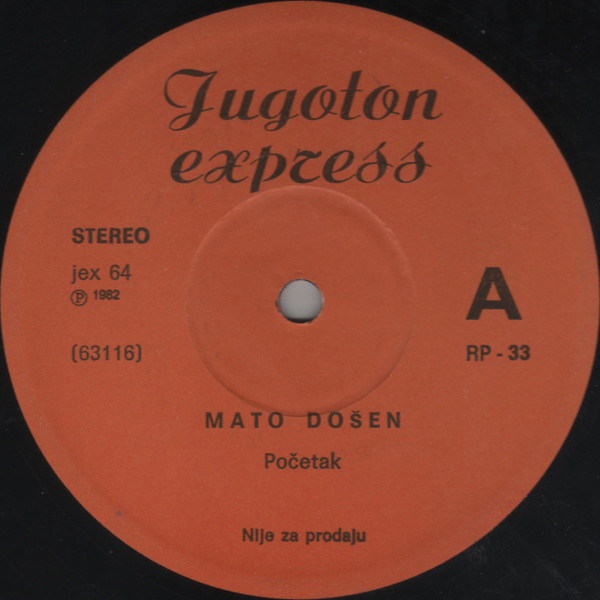 Jugoton
express
STEREO
jex 64
Ⓟ 1982
A
(63116)
RP - 33
MATO DOŠEN
Početak
Nije za prodaju